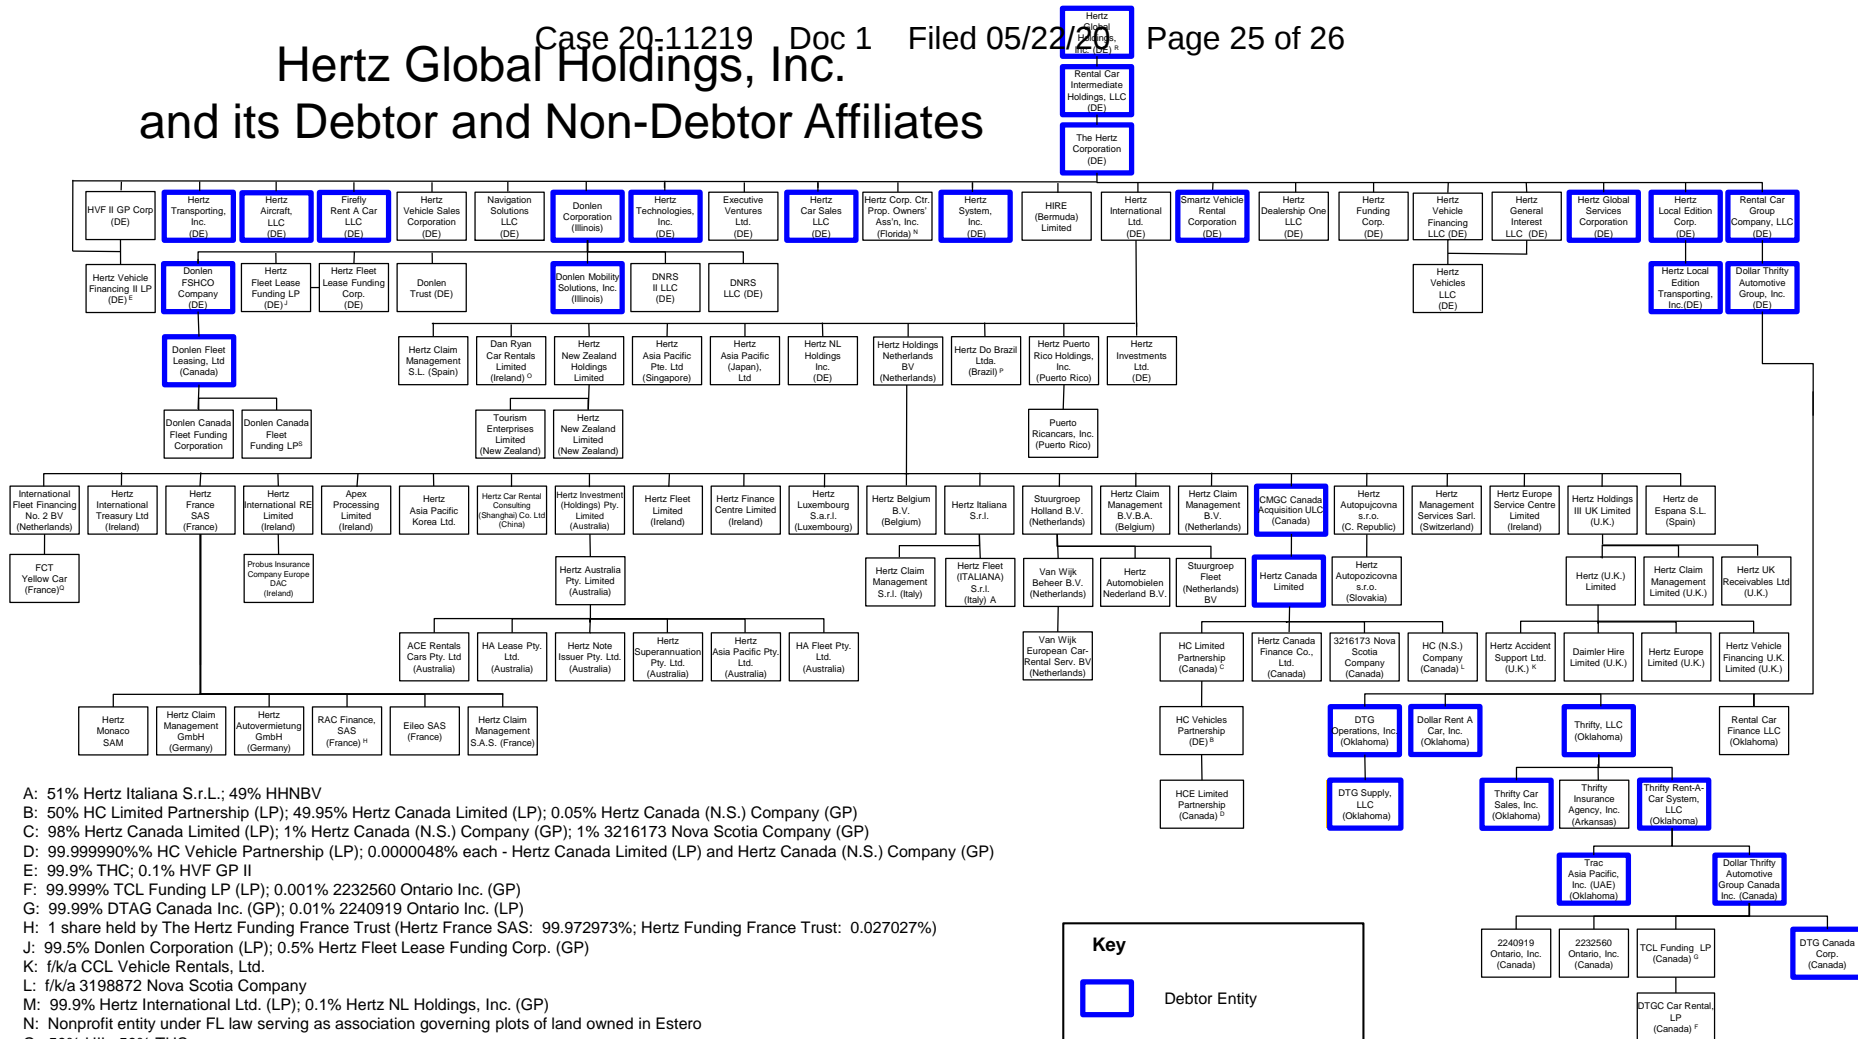 Case 20-11219 Doc 1 Filed 05/22/20 Page 25 of 26
Hertz Global Holdings, Inc.
and its Debtor and Non-Debtor Affiliates
Hertz
Global
Holdings,
Inc. (DE) R
Rental Car
Intermediate
Holdings, LLC
(DE)
The Hertz
Corporation
(DE)
HVF II GP Corp
(DE)
Hertz
Transporting,
Inc.
(DE)
Hertz
Aircraft,
LLC
(DE)
Firefly
Rent A Car
LLC
(DE)
Hertz
Vehicle Sales
Corporation
(DE)
Navigation
Solutions
LLC
(DE)
Donlen
Corporation
(Illinois)
Hertz
Technologies,
Inc.
(DE)
Executive
Ventures
Ltd.
(DE)
Hertz
Car Sales
LLC
(DE)
Hertz Corp. Ctr.
Prop. Owners'
Ass'n, Inc.
(Florida) N
Hertz
System,
Inc.
(DE)
HIRE
(Bermuda)
Limited
Hertz
International
Ltd.
(DE)
Smartz Vehicle
Rental
Corporation
(DE)
Hertz
Dealership One
LLC
(DE)
Hertz
Funding
Corp.
(DE)
Hertz
Vehicle
Financing
LLC (DE)
Hertz
General
Interest
LLC (DE)
Hertz Global
Services
Corporation
(DE)
Hertz
Local Edition
Corp.
(DE)
Rental Car
Group
Company, LLC
(DE)
Hertz Vehicle
Financing II LP
(DE) E
Donlen
FSHCO
Company
(DE)
Hertz
Fleet Lease
Funding LP
(DE) J
Hertz Fleet
Lease Funding
Corp.
(DE)
Donlen
Trust (DE)
Donlen Mobility
Solutions, Inc.
(Illinois)
DNRS
II LLC
(DE)
DNRS
LLC (DE)
Hertz
Vehicles
LLC
(DE)
Hertz Local
Edition
Transporting,
Inc.(DE)
Dollar Thrifty
Automotive
Group, Inc.
(DE)
Donlen Fleet
Leasing, Ltd
(Canada)
Hertz Claim
Management
S.L. (Spain)
Dan Ryan
Car Rentals
Limited
(Ireland) O
Hertz
New Zealand
Holdings
Limited
Hertz
Asia Pacific
Pte. Ltd
(Singapore)
Hertz
Asia Pacific
(Japan),
Ltd
Hertz NL
Holdings
Inc.
(DE)
Hertz Holdings
Netherlands
BV
(Netherlands)
Hertz Do Brazil
Ltda.
(Brazil) P
Hertz Puerto
Rico Holdings,
Inc.
(Puerto Rico)
Hertz
Investments
Ltd.
(DE)
Donlen Canada
Fleet Funding
Corporation
Donlen Canada
Fleet
Funding LPS
Tourism
Enterprises
Limited
(New Zealand)
Hertz
New Zealand
Limited
(New Zealand)
Puerto
Ricancars, Inc.
(Puerto Rico)
International
Fleet Financing
No. 2 BV
(Netherlands)
Hertz
International
Treasury Ltd
(Ireland)
Hertz
France
SAS
(France)
Hertz
International RE
Limited
(Ireland)
Apex
Processing
Limited
(Ireland)
Hertz
Asia Pacific
Korea Ltd.
Hertz Car Rental
Consulting
(Shanghai) Co. Ltd
(China)
Hertz Investment
(Holdings) Pty.
Limited
(Australia)
Hertz Fleet
Limited
(Ireland)
Hertz Finance
Centre Limited
(Ireland)
Hertz
Luxembourg
S.a.r.l.
(Luxembourg)
Hertz Belgium
B.V.
(Belgium)
Hertz Italiana
S.r.l.
Stuurgroep
Holland B.V.
(Netherlands)
Hertz Claim
Management
B.V.B.A.
(Belgium)
Hertz Claim
Management
B.V.
(Netherlands)
CMGC Canada
Acquisition ULC
(Canada)
Hertz
Autopujcovna
s.r.o.
(C. Republic)
Hertz
Management
Services Sarl.
(Switzerland)
Hertz Europe
Service Centre
Limited
(Ireland)
Hertz Holdings
III UK Limited
(U.K.)
Hertz de
Espana S.L.
(Spain)
FCT
Yellow Car
(France)Q
Probus Insurance
Company Europe
DAC
(Ireland)
Hertz Australia
Pty. Limited
(Australia)
Hertz Claim
Management
S.r.l. (Italy)
Hertz Fleet
(ITALIANA)
S.r.l.
(Italy) A
Van Wijk
Beheer B.V.
(Netherlands)
Hertz
Automobielen
Nederland B.V.
Stuurgroep
Fleet
(Netherlands)
BV
Hertz Canada
Limited
Hertz
Autopozicovna
s.r.o.
(Slovakia)
Hertz (U.K.)
Limited
Hertz Claim
Management
Limited (U.K.)
Hertz UK
Receivables Ltd
(U.K.)
ACE Rentals
Cars Pty. Ltd
(Australia)
HA Lease Pty.
Ltd.
(Australia)
Hertz Note
Issuer Pty. Ltd.
(Australia)
Hertz
Superannuation
Pty. Ltd.
(Australia)
Hertz
Asia Pacific Pty.
Ltd.
(Australia)
HA Fleet Pty.
Ltd.
(Australia)
Van Wijk
European Car-
Rental Serv. BV
(Netherlands)
HC Limited
Partnership
(Canada) C
Hertz Canada
Finance Co.,
Ltd.
(Canada)
3216173 Nova
Scotia
Company
(Canada)
HC (N.S.)
Company
(Canada) L
Hertz Accident
Support Ltd.
(U.K.) K
Daimler Hire
Limited (U.K.)
Hertz Europe
Limited (U.K.)
Hertz Vehicle
Financing U.K.
Limited (U.K.)
Hertz
Monaco
SAM
Hertz Claim
Management
GmbH
(Germany)
Hertz
Autovermietung
GmbH
(Germany)
RAC Finance,
SAS
(France) H
Eileo SAS
(France)
Hertz Claim
Management
S.A.S. (France)
HC Vehicles
Partnership
(DE) B
DTG
Operations, Inc.
(Oklahoma)
Dollar Rent A
Car, Inc.
(Oklahoma)
Thrifty, LLC
(Oklahoma)
Rental Car
Finance LLC
(Oklahoma)
HCE Limited
Partnership
(Canada) D
DTG Supply,
LLC
(Oklahoma)
Thrifty Car
Sales, Inc.
(Oklahoma)
Thrifty
Insurance
Agency, Inc.
(Arkansas)
Thrifty Rent-A-
Car System,
LLC
(Oklahoma)
Trac
Asia Pacific,
Inc. (UAE)
(Oklahoma)
Dollar Thrifty
Automotive
Group Canada
Inc. (Canada)
2240919
Ontario, Inc.
(Canada)
2232560
Ontario, Inc.
(Canada)
TCL Funding LP
(Canada) G
DTG Canada
Corp.
(Canada)
DTGC Car Rental,
LP
(Canada) F
A: 51% Hertz Italiana S.r.L.; 49% HHNBV
B: 50% HC Limited Partnership (LP); 49.95% Hertz Canada Limited (LP); 0.05% Hertz Canada (N.S.) Company (GP)
C: 98% Hertz Canada Limited (LP); 1% Hertz Canada (N.S.) Company (GP); 1% 3216173 Nova Scotia Company (GP)
D: 99.999990%% HC Vehicle Partnership (LP); 0.0000048% each - Hertz Canada Limited (LP) and Hertz Canada (N.S.) Company (GP)
E: 99.9% THC; 0.1% HVF GP II
F: 99.999% TCL Funding LP (LP); 0.001% 2232560 Ontario Inc. (GP)
G: 99.99% DTAG Canada Inc. (GP); 0.01% 2240919 Ontario Inc. (LP)
H: 1 share held by The Hertz Funding France Trust (Hertz France SAS: 99.972973%; Hertz Funding France Trust: 0.027027%)
J: 99.5% Donlen Corporation (LP); 0.5% Hertz Fleet Lease Funding Corp. (GP)
K: f/k/a CCL Vehicle Rentals, Ltd.
L: f/k/a 3198872 Nova Scotia Company
M: 99.9% Hertz International Ltd. (LP); 0.1% Hertz NL Holdings, Inc. (GP)
N: Nonprofit entity under FL law serving as association governing plots of land owned in Estero
Key
Debtor Entity